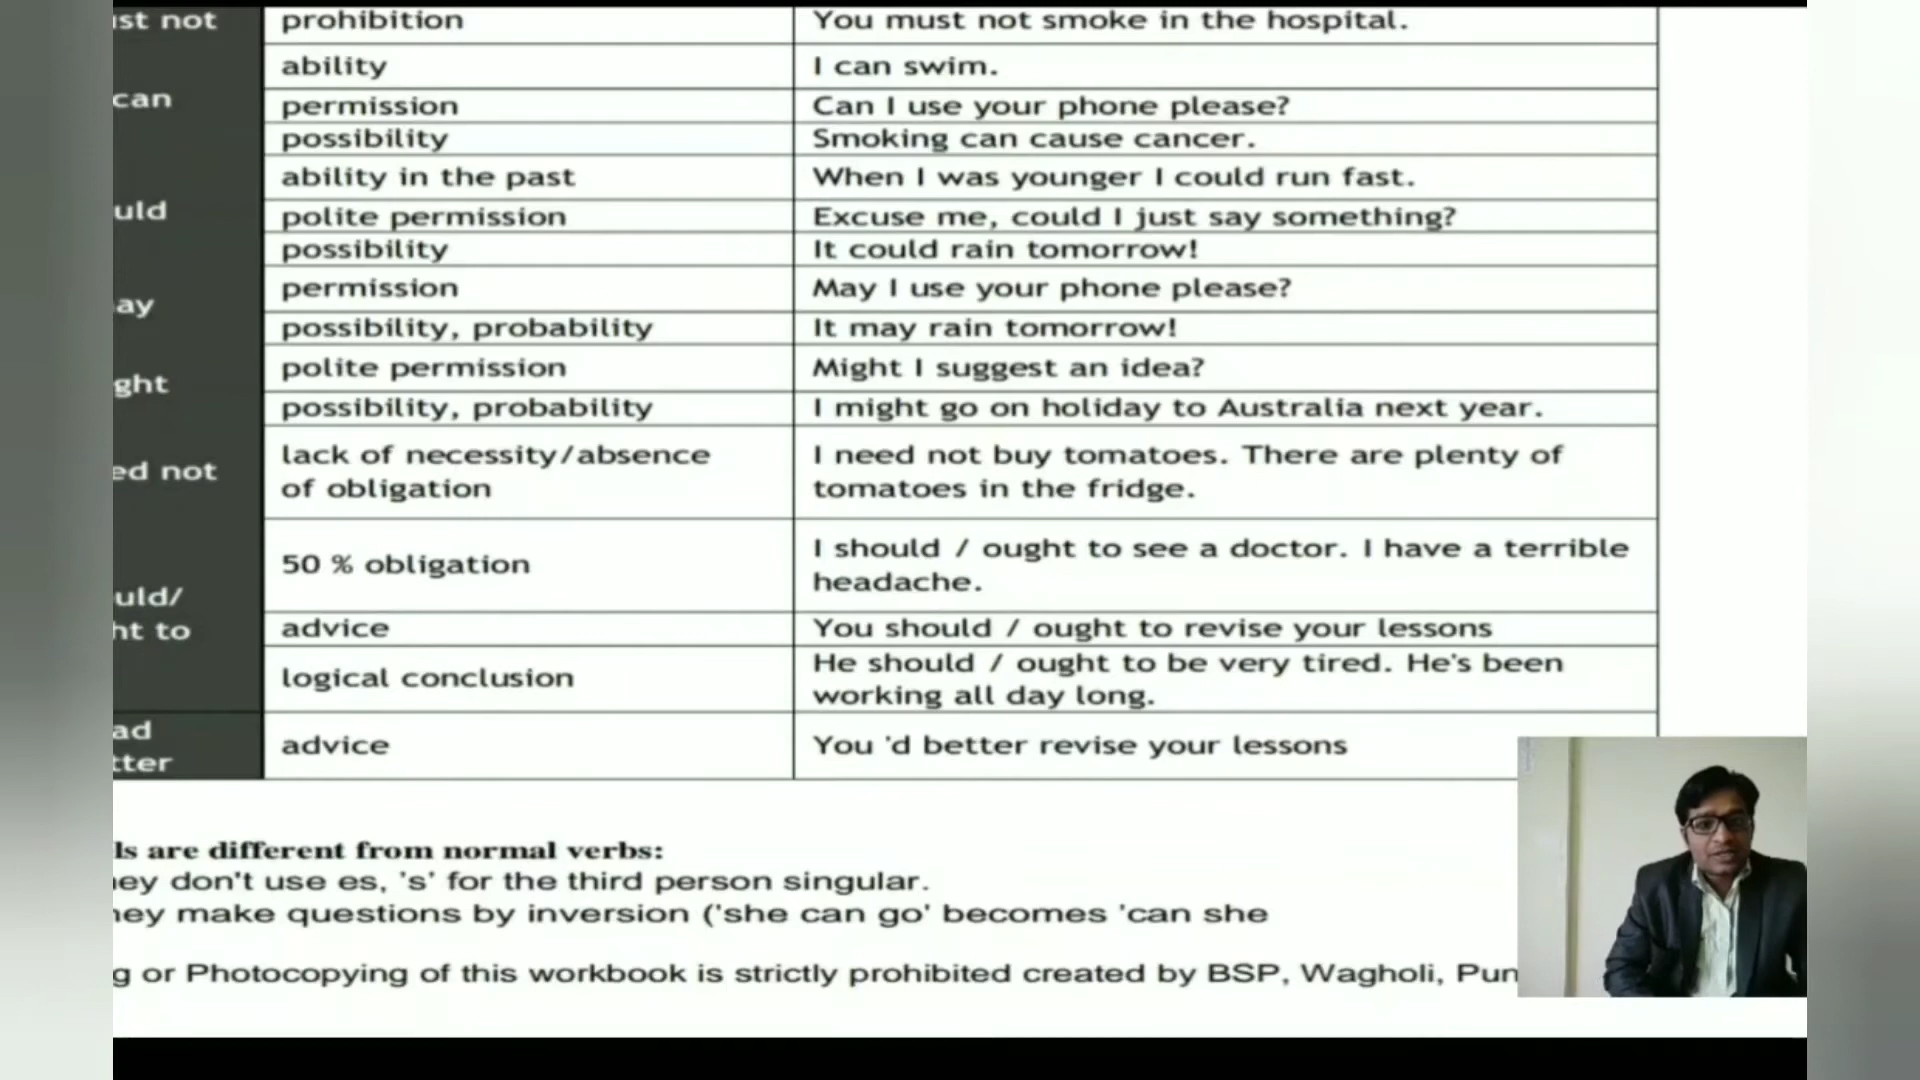 ust not prohibition You must not smoke in the hospital.
can ability I can swim.
permission Can I use your phone please?
possibility Smoking can cause cancer.
uld ability in the past When I was younger I could run fast.
polite permission Excuse me, could I just say something?
possibility It could rain tomorrow!
ay permission May I use your phone please?
possibility, probability It may rain tomorrow!
ght polite permission Might I suggest an idea?
possibility, probability I might go on holiday to Australia next year.
ed not lack of necessity/absence I need not buy tomatoes. There are plenty of
of obligation tomatoes in the fridge.
50 % obligation I should / ought to see a doctor. I have a terrible
headache.
uld/
ht to advice You should / ought to revise your lessons
logical conclusion He should / ought to be very tired. He's been
working all day long.
ad
tter advice You 'd better revise your lessons
ls are different from normal verbs:
ey don't use es, 's' for the third person singular.
ey make questions by inversion ('she can go' becomes 'can she
g or Photocopying of this workbook is strictly prohibited created by BSP, Wagholi, Pun